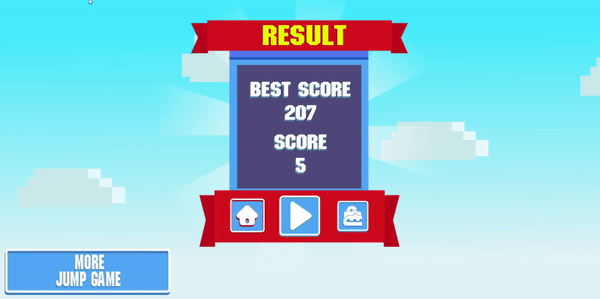 RESULT
BEST SCORE
207
SCORE
5
MORE
JUMP GAME